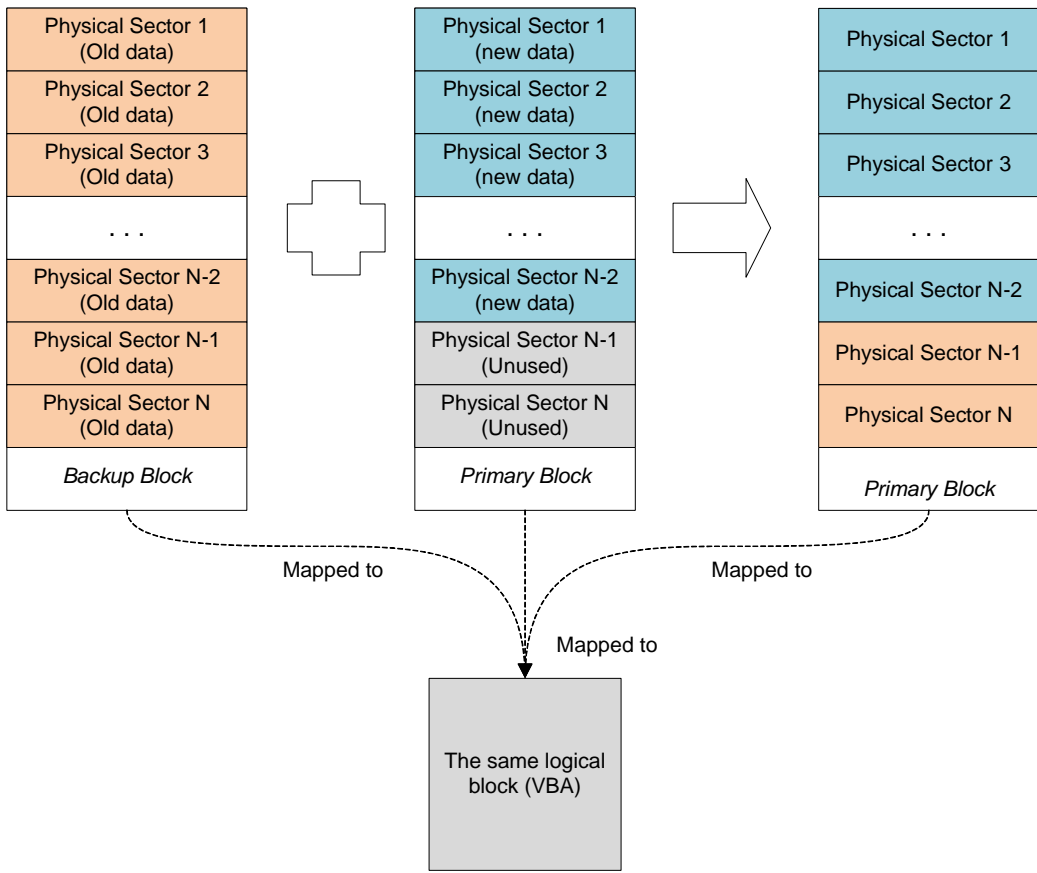 Physical Sector 1
(Old data)
Physical Sector 2
(Old data)
Physical Sector 3
(Old data)
. . .
Physical Sector N-2
(Old data)
Physical Sector N-1
(Old data)
Physical Sector N
(Old data)
Backup Block
Physical Sector 1
(new data)
Physical Sector 2
(new data)
Physical Sector 3
(new data)
. . .
Physical Sector N-2
(new data)
Physical Sector N-1
(Unused)
Physical Sector N
(Unused)
Primary Block
Physical Sector 1
Physical Sector 2
Physical Sector 3
. . .
Physical Sector N-2
Physical Sector N-1
Physical Sector N
Primary Block
Mapped to
Mapped to
Mapped to
The same logical
block (VBA)